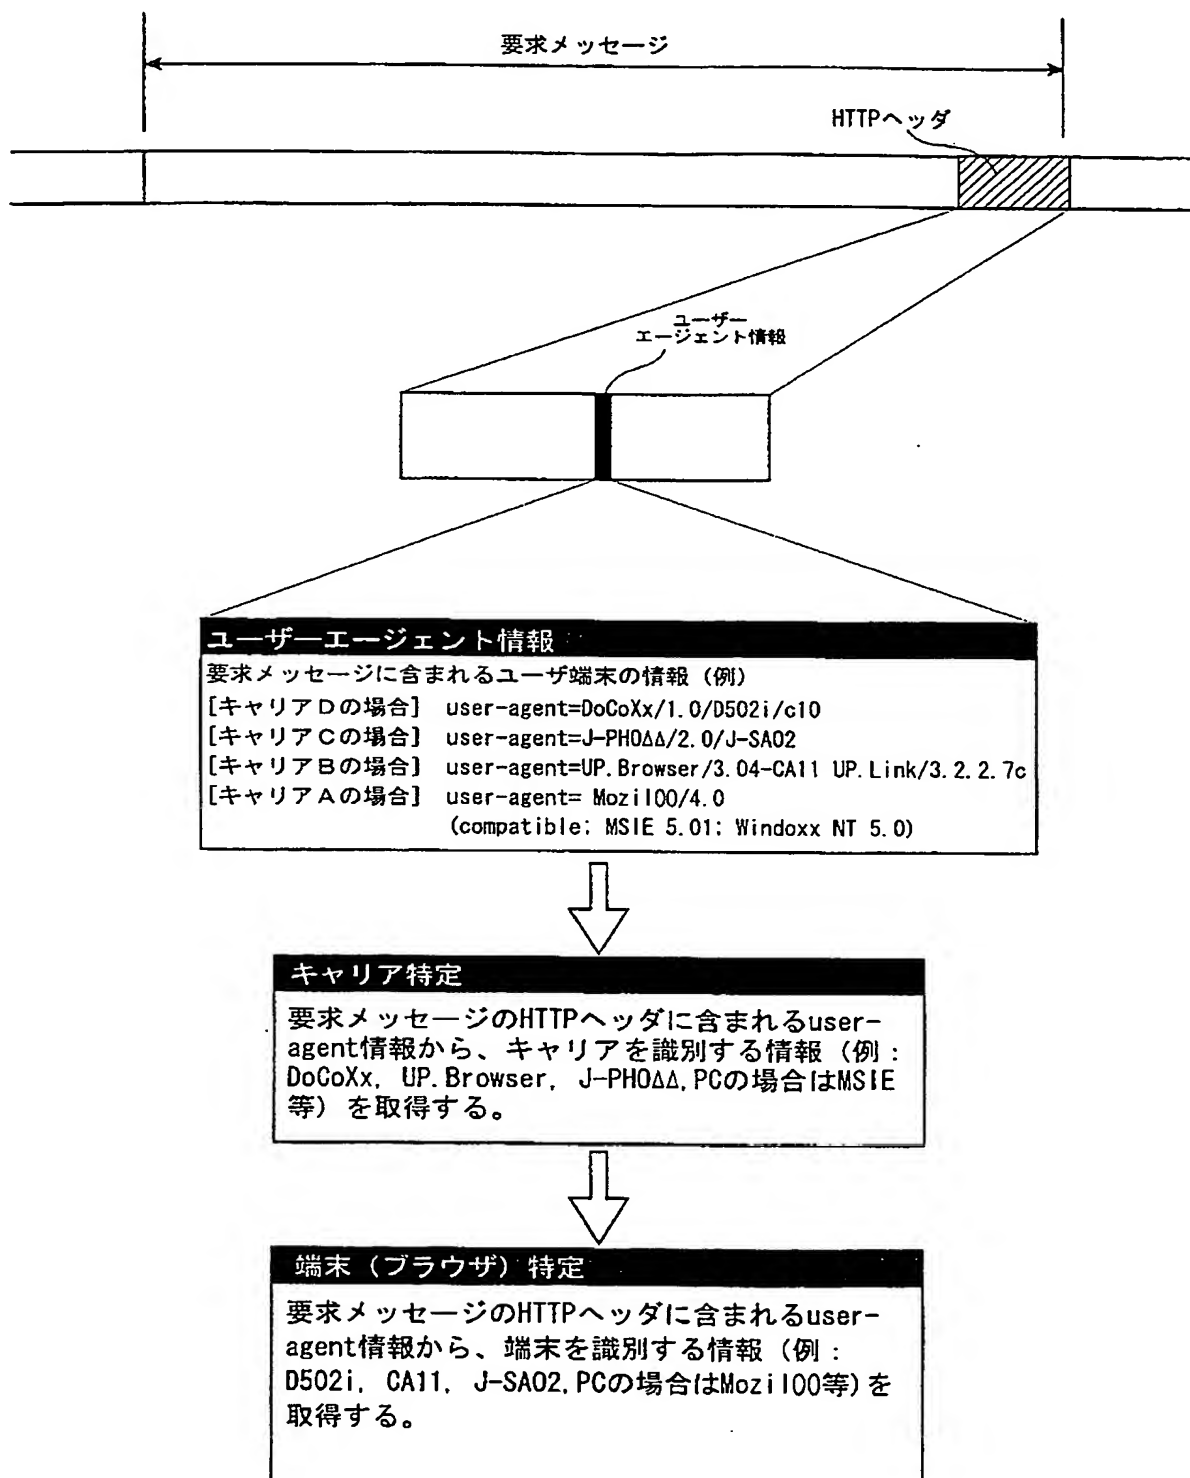 要求メッセージ
HTTPヘッダ
ユーザー
エージェント情報
ユーザーエージェント情報
要求メッセージに含まれるユーザ端末の情報（例）
[キャリアＤの場合] user-agent=DoCoXx/1.0/D502i/c10
[キャリアＣの場合] user-agent=J-PHOΔΔ/2.0/J-SA02
[キャリアＢの場合] user-agent=UP.Browser/3.04-CA11 UP.Link/3.2.2.7c
[キャリアＡの場合] user-agent= MozilOO/4.0
(compatible; MSIE 5.01; Windoxx NT 5.0)
キャリア特定
要求メッセージのHTTPヘッダに含まれるuser-
agent情報から、キャリアを識別する情報（例：
DoCoXx, UP.Browser, J-PHOΔΔ,PCの場合はMSIE
等）を取得する。
端末（ブラウザ）特定
要求メッセージのHTTPヘッダに含まれるuser-
agent情報から、端末を識別する情報（例：
D502i, CA11, J-SA02,PCの場合はMozilOO等）を
取得する。